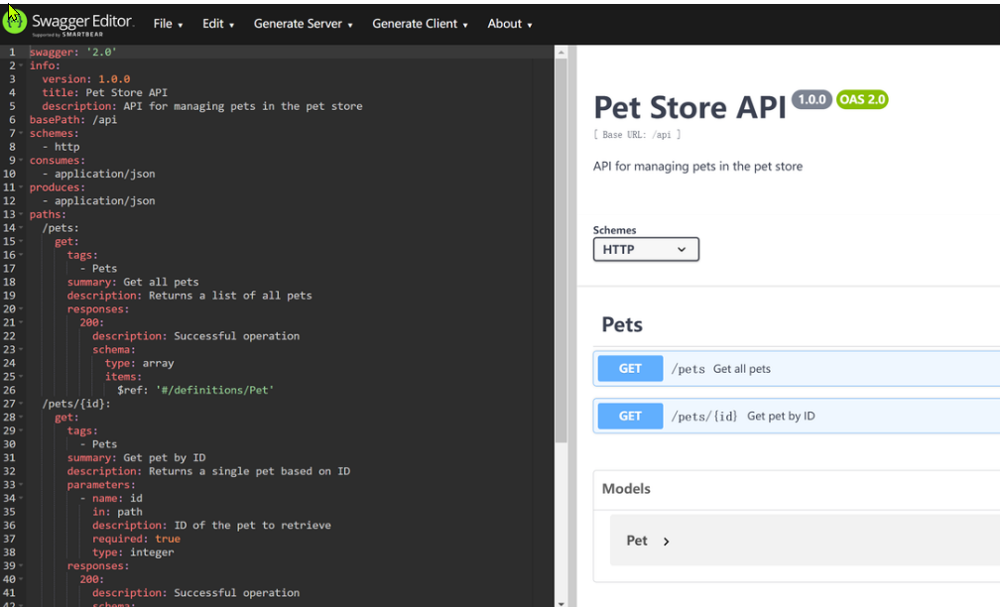 Swagger Editor.
Supported by SMARTBEAR
File
Edit
Generate Server
Generate Client
About
1 swagger: '2.0'
2 info:
3 version: 1.0.0
4 title: Pet Store API
5 description: API for managing pets in the pet store
6 basePath: /api
7 schemes:
8 - http
9 consumes:
10 - application/json
11 produces:
12 - application/json
13 paths:
14 /pets:
15 get:
16 tags:
17 - Pets
18 summary: Get all pets
19 description: Returns a list of all pets
20 responses:
21 200:
22 description: Successful operation
23 schema:
24 type: array
25 items:
26 $ref: '#/definitions/Pet'
27 /pets/{id}:
28 get:
29 tags:
30 - Pets
31 summary: Get pet by ID
32 description: Returns a single pet based on ID
33 parameters:
34 - name: id
35 in: path
36 description: ID of the pet to retrieve
37 required: true
38 type: integer
39 responses:
40 200:
41 description: Successful operation
42 schema:
Pet Store API 1.0.0 OAS 2.0
[ Base URL: /api ]
API for managing pets in the pet store
Schemes
HTTP
Pets
GET /pets Get all pets
GET /pets/{id} Get pet by ID
Models
Pet